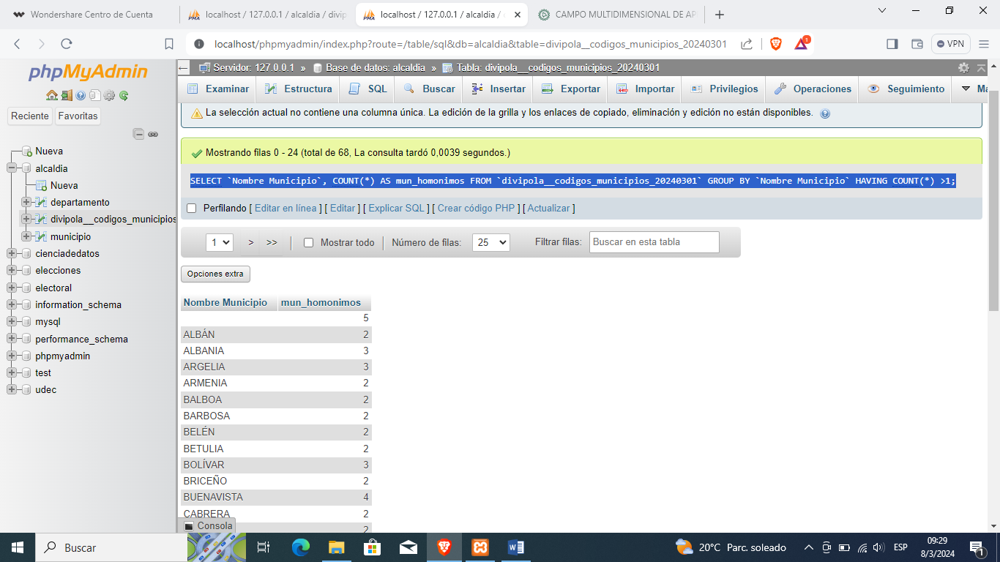 Wondershare Centro de Cuenta
localhost / 127.0.0.1 / alcaldia / divip
localhost / 127.0.0.1 / alcaldia /
CAMPO MULTIDIMENSIONAL DE AP
localhost/phpmyadmin/index.php?route=/table/sql&db=alcaldia&table=divipola__codigos_municipios_20240301
1
VPN
phpMyAdmin
Reciente
Favoritas
Nueva
alcaldia
Nueva
departamento
divipola__codigos_municipios
municipio
cienciadedatos
elecciones
electoral
information_schema
mysql
performance_schema
phpmyadmin
test
udec
Servidor: 127.0.0.1 » Base de datos: alcaldia » Tabla: divipola__codigos_municipios_20240301
Examinar
Estructura
SQL
Buscar
Insertar
Exportar
Importar
Privilegios
Operaciones
Seguimiento
Ma
La selección actual no contiene una columna única. La edición de la grilla y los enlaces de copiado, eliminación y edición no están disponibles.
Mostrando filas 0 - 24 (total de 68, La consulta tardó 0,0039 segundos.)
SELECT `Nombre Municipio`, COUNT(*) AS mun_homonimos FROM `divipola__codigos_municipios_20240301` GROUP BY `Nombre Municipio` HAVING COUNT(*) >1;
Perfilando [ Editar en línea ] [ Editar ] [ Explicar SQL ] [ Crear código PHP ] [ Actualizar ]
1 > >> | Mostrar todo | Número de filas: 25 Filtrar filas: Buscar en esta tabla
Opciones extra
Nombre Municipio mun_homonimos
5
ALBÁN 2
ALBANIA 3
ARGELIA 3
ARMENIA 2
BALBOA 2
BARBOSA 2
BELÉN 2
BETULIA 2
BOLÍVAR 3
BRICEÑO 2
BUENAVISTA 4
CABRERA 2
2
Consola
Buscar
20°C Parc. soleado
ESP
09:29
8/3/2024
1